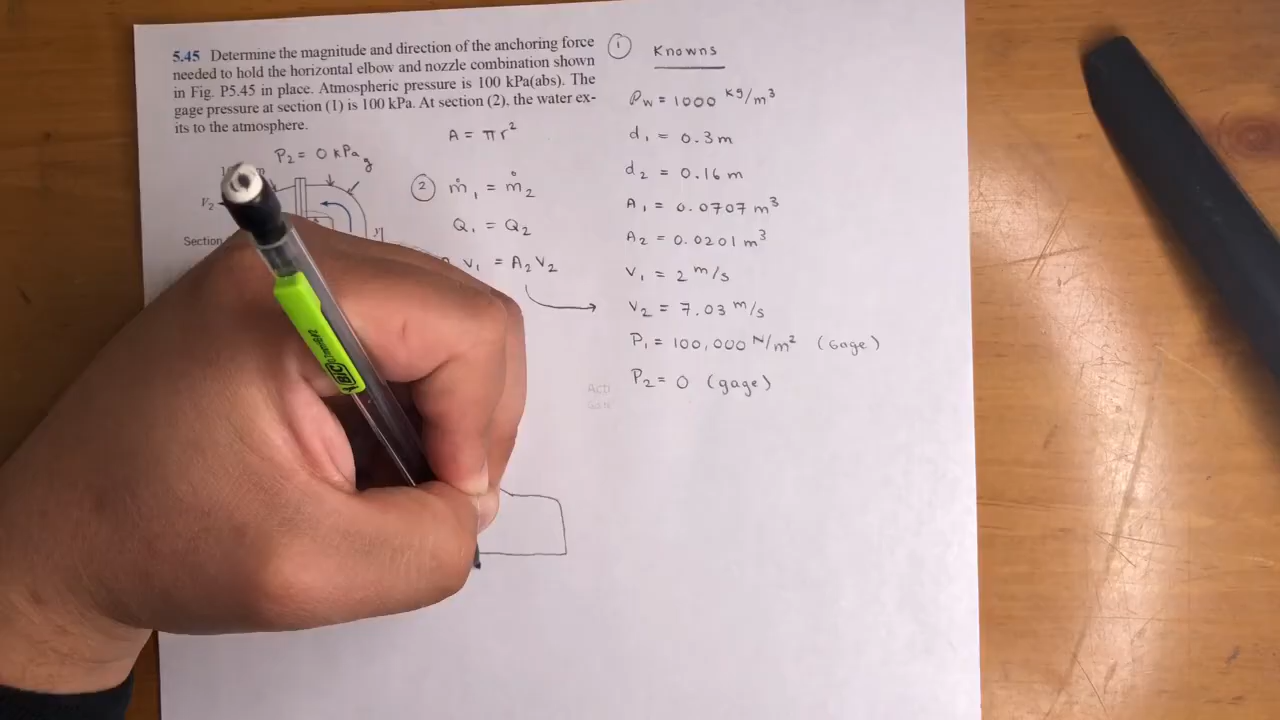 5.45 Determine the magnitude and direction of the anchoring force
needed to hold the horizontal elbow and nozzle combination shown
in Fig. P5.45 in place. Atmospheric pressure is 100 kPa(abs). The
gage pressure at section (1) is 100 kPa. At section (2), the water ex-
its to the atmosphere.
P₂ = 0 kPa g
V₂
Section
y
A = πr²
② ṁ₁ = ṁ₂
Q₁ = Q₂
V₁ = A₂V₂
① Knowns
ρw = 1000 kg/m³
d₁ = 0.3 m
d₂ = 0.16 m
A₁ = 0.0707 m³
A₂ = 0.0201 m³
V₁ = 2 m/s
V₂ = 7.03 m/s
P₁ = 100,000 N/m² (Gage)
P₂ = 0 (gage)
BIC